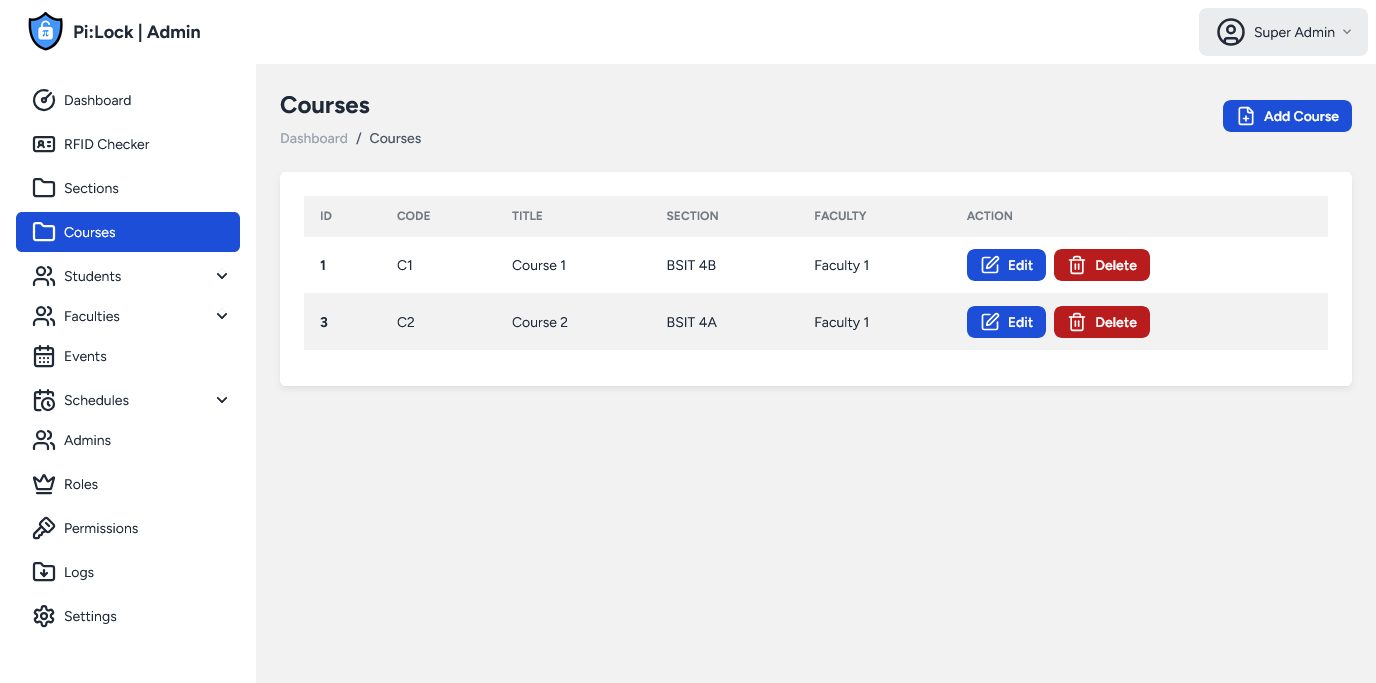 Pi:Lock | Admin
Super Admin
Dashboard
RFID Checker
Sections
Courses
Students
Faculties
Events
Schedules
Admins
Roles
Permissions
Logs
Settings
Courses
Dashboard / Courses
Add Course
ID CODE TITLE SECTION FACULTY ACTION
1 C1 Course 1 BSIT 4B Faculty 1 Edit Delete
3 C2 Course 2 BSIT 4A Faculty 1 Edit Delete